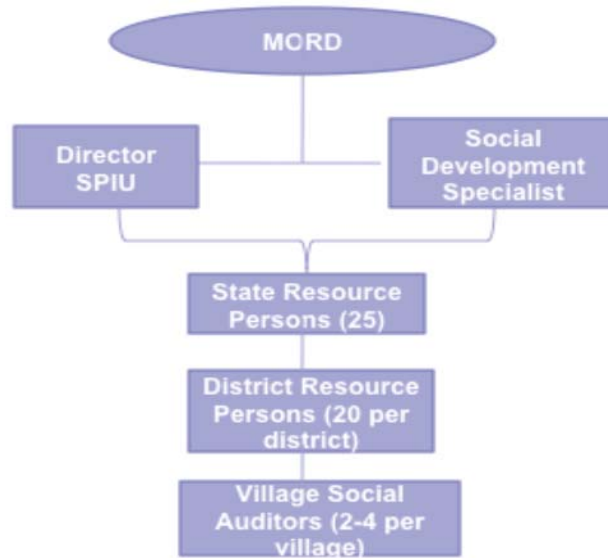 MORD
Director
SPIU
Social
Development
Specialist
State Resource
Persons (25)
District Resource
Persons (20 per
district)
Village Social
Auditors (2-4 per
village)